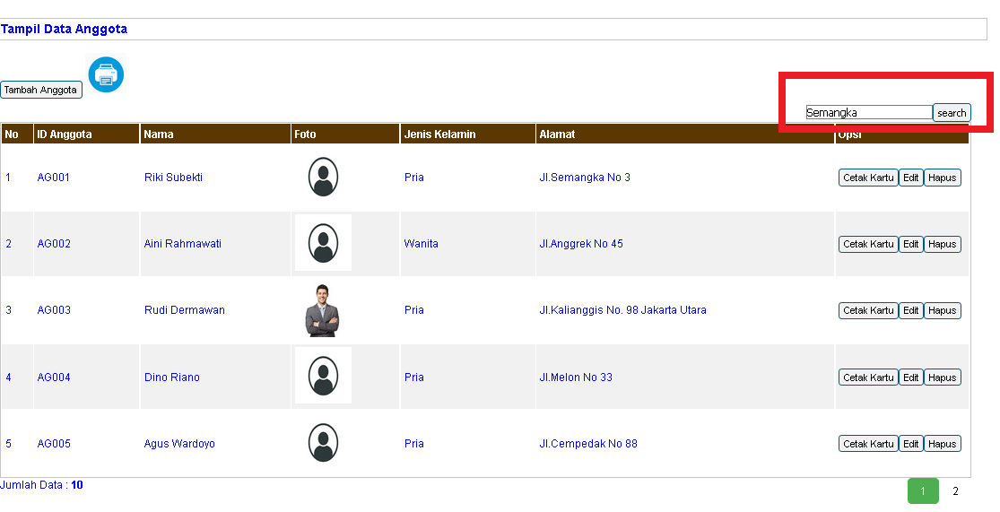 Tampil Data Anggota
Tambah Anggota
Semangka search
No ID Anggota Nama Foto Jenis Kelamin Alamat Opsi
1 AG001 Riki Subekti Pria Jl.Semangka No 3 Cetak Kartu Edit Hapus
2 AG002 Aini Rahmawati Wanita Jl.Anggrek No 45 Cetak Kartu Edit Hapus
3 AG003 Rudi Dermawan Pria Jl.Kalianggis No. 98 Jakarta Utara Cetak Kartu Edit Hapus
4 AG004 Dino Riano Pria Jl.Melon No 33 Cetak Kartu Edit Hapus
5 AG005 Agus Wardoyo Pria Jl.Cempedak No 88 Cetak Kartu Edit Hapus
Jumlah Data : 10
1 2